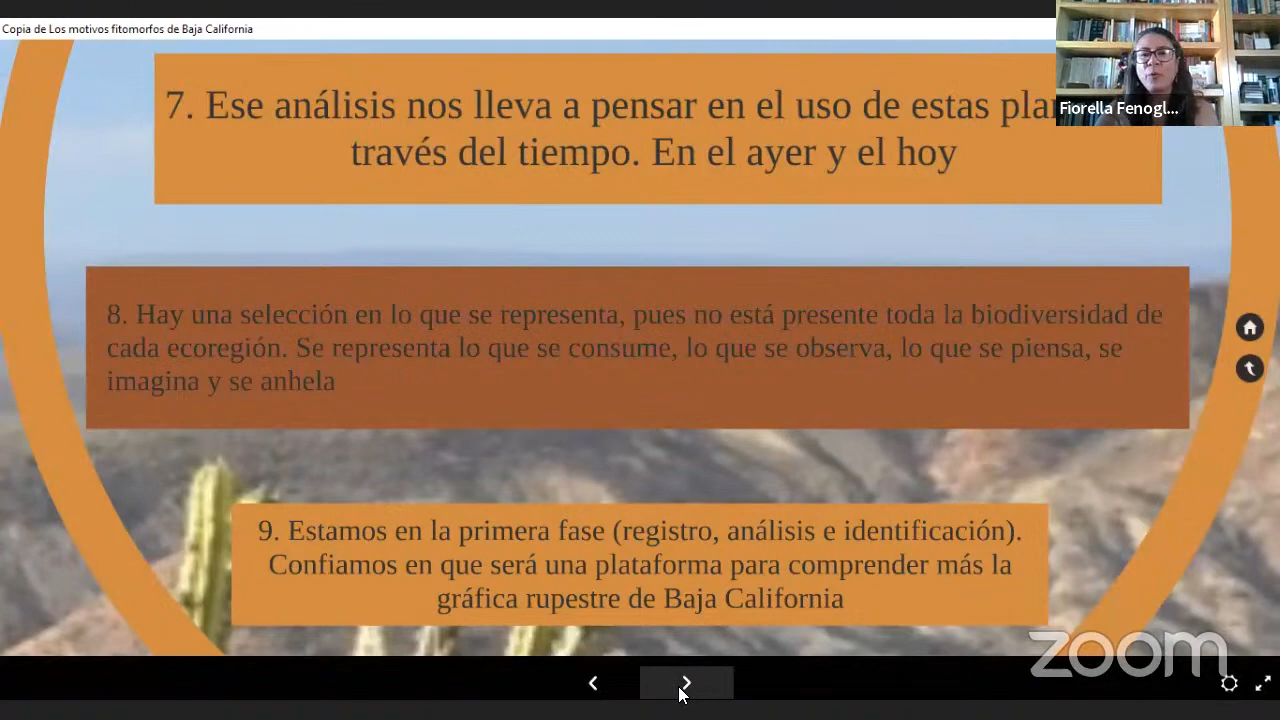 Copia de Los motivos fitomorfos de Baja California
Fiorella Fenogl...
7. Ese análisis nos lleva a pensar en el uso de estas
través del tiempo. En el ayer y el hoy
8. Hay una selección en lo que se representa, pues no está presente toda la biodiversidad de
cada ecoregión. Se representa lo que se consume, lo que se observa, lo que se piensa, se
imagina y se anhela
9. Estamos en la primera fase (registro, análisis e identificación).
Confiamos en que será una plataforma para comprender más la
gráfica rupestre de Baja California
zoom